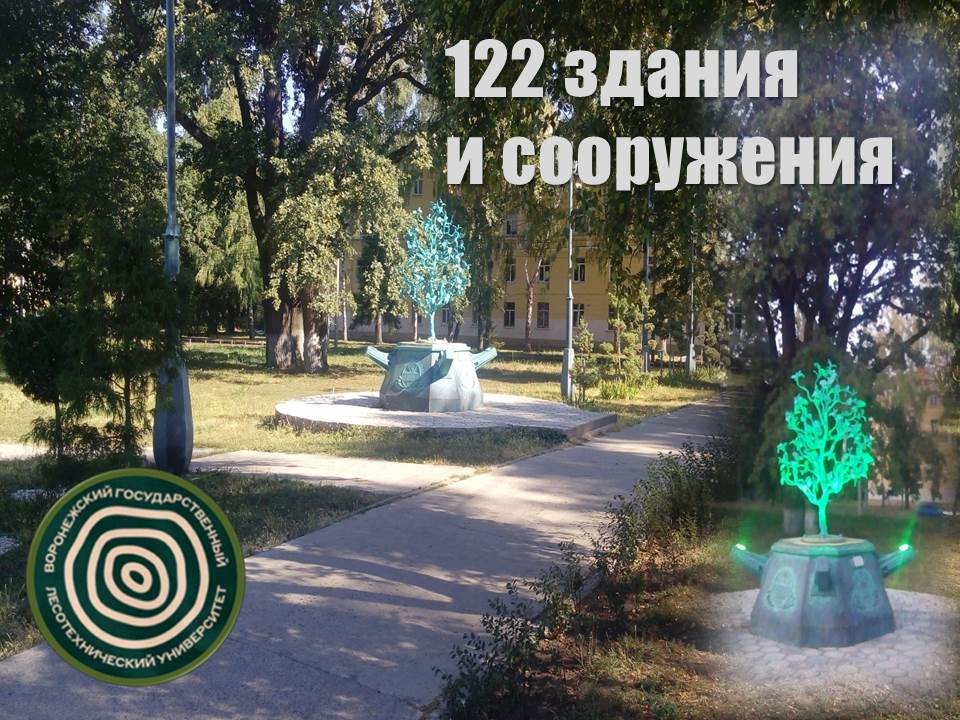 122 здания
и сооружения
ВОРОНЕЖСКИЙ ГОСУДАРСТВЕННЫЙ
ЛЕСОТЕХНИЧЕСКИЙ УНИВЕРСИТЕТ